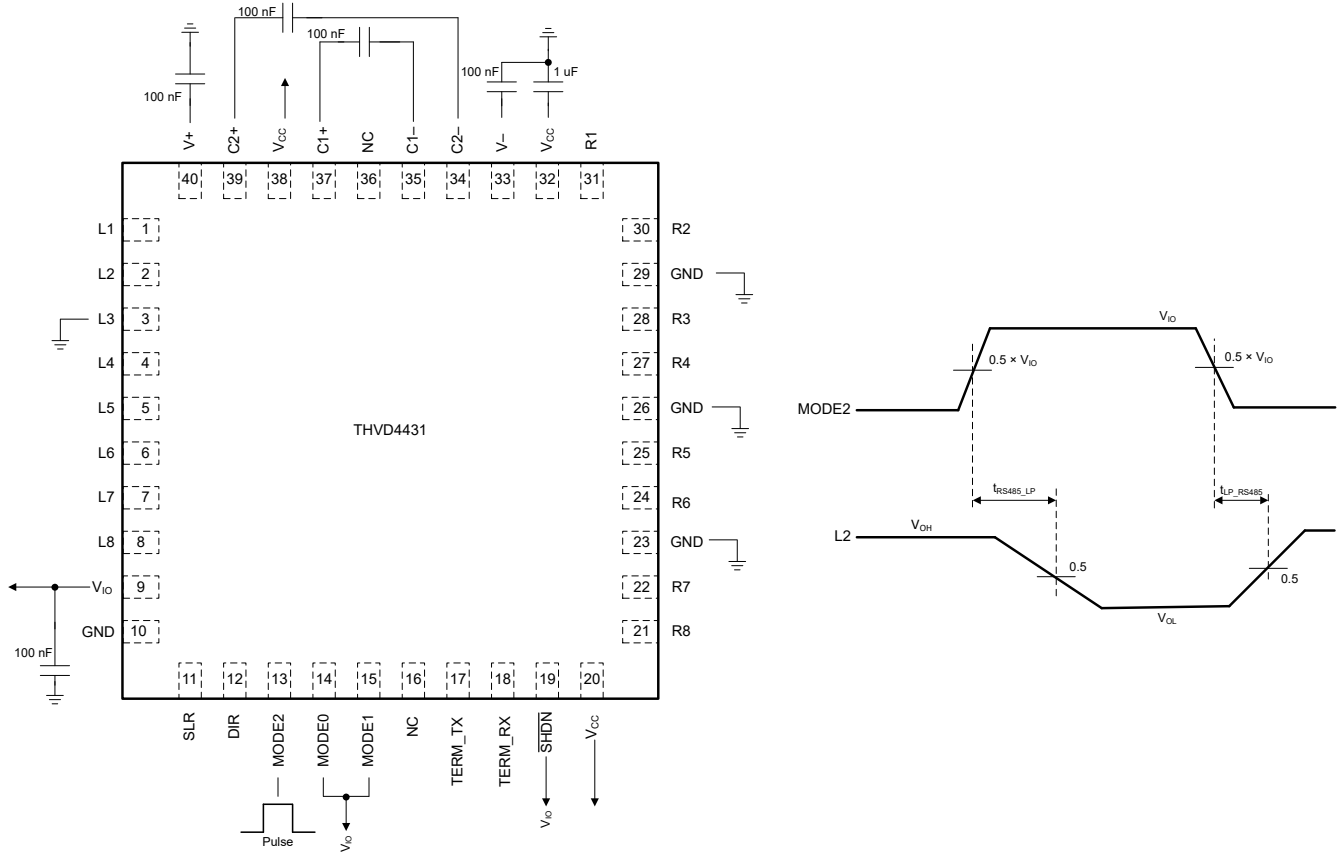 100 nF
100 nF
100 nF
100 nF
1 uF
V+
C2+
VCC
C1+
NC
C1–
C2–
V–
VCC
R1
40
39
38
37
36
35
34
33
32
31
L1
1
30
R2
L2
2
29
GND
L3
3
28
R3
L4
4
27
R4
L5
5
26
GND
THVD4431
L6
6
25
R5
L7
7
24
R6
L8
8
23
GND
VIO
9
22
R7
GND
10
21
R8
100 nF
11
12
13
14
15
16
17
18
19
20
SLR
DIR
MODE2
MODE0
MODE1
NC
TERM_TX
TERM_RX
SHDN
VCC
Pulse
VIO
VIO
VIO
0.5 × VIO
0.5 × VIO
MODE2
tRS485_LP
tLP_RS485
L2
VOH
0.5
0.5
VOL